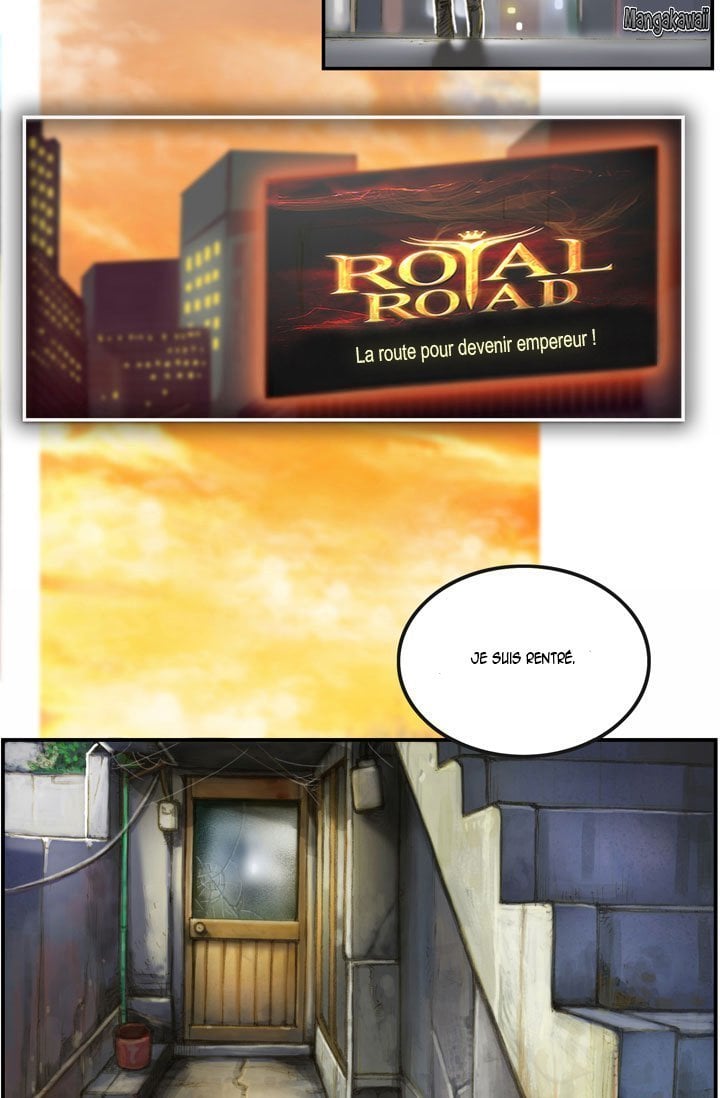 Mangakawaii
ROYAL
ROAD
La route pour devenir empereur !
JE SUIS RENTRÉ.